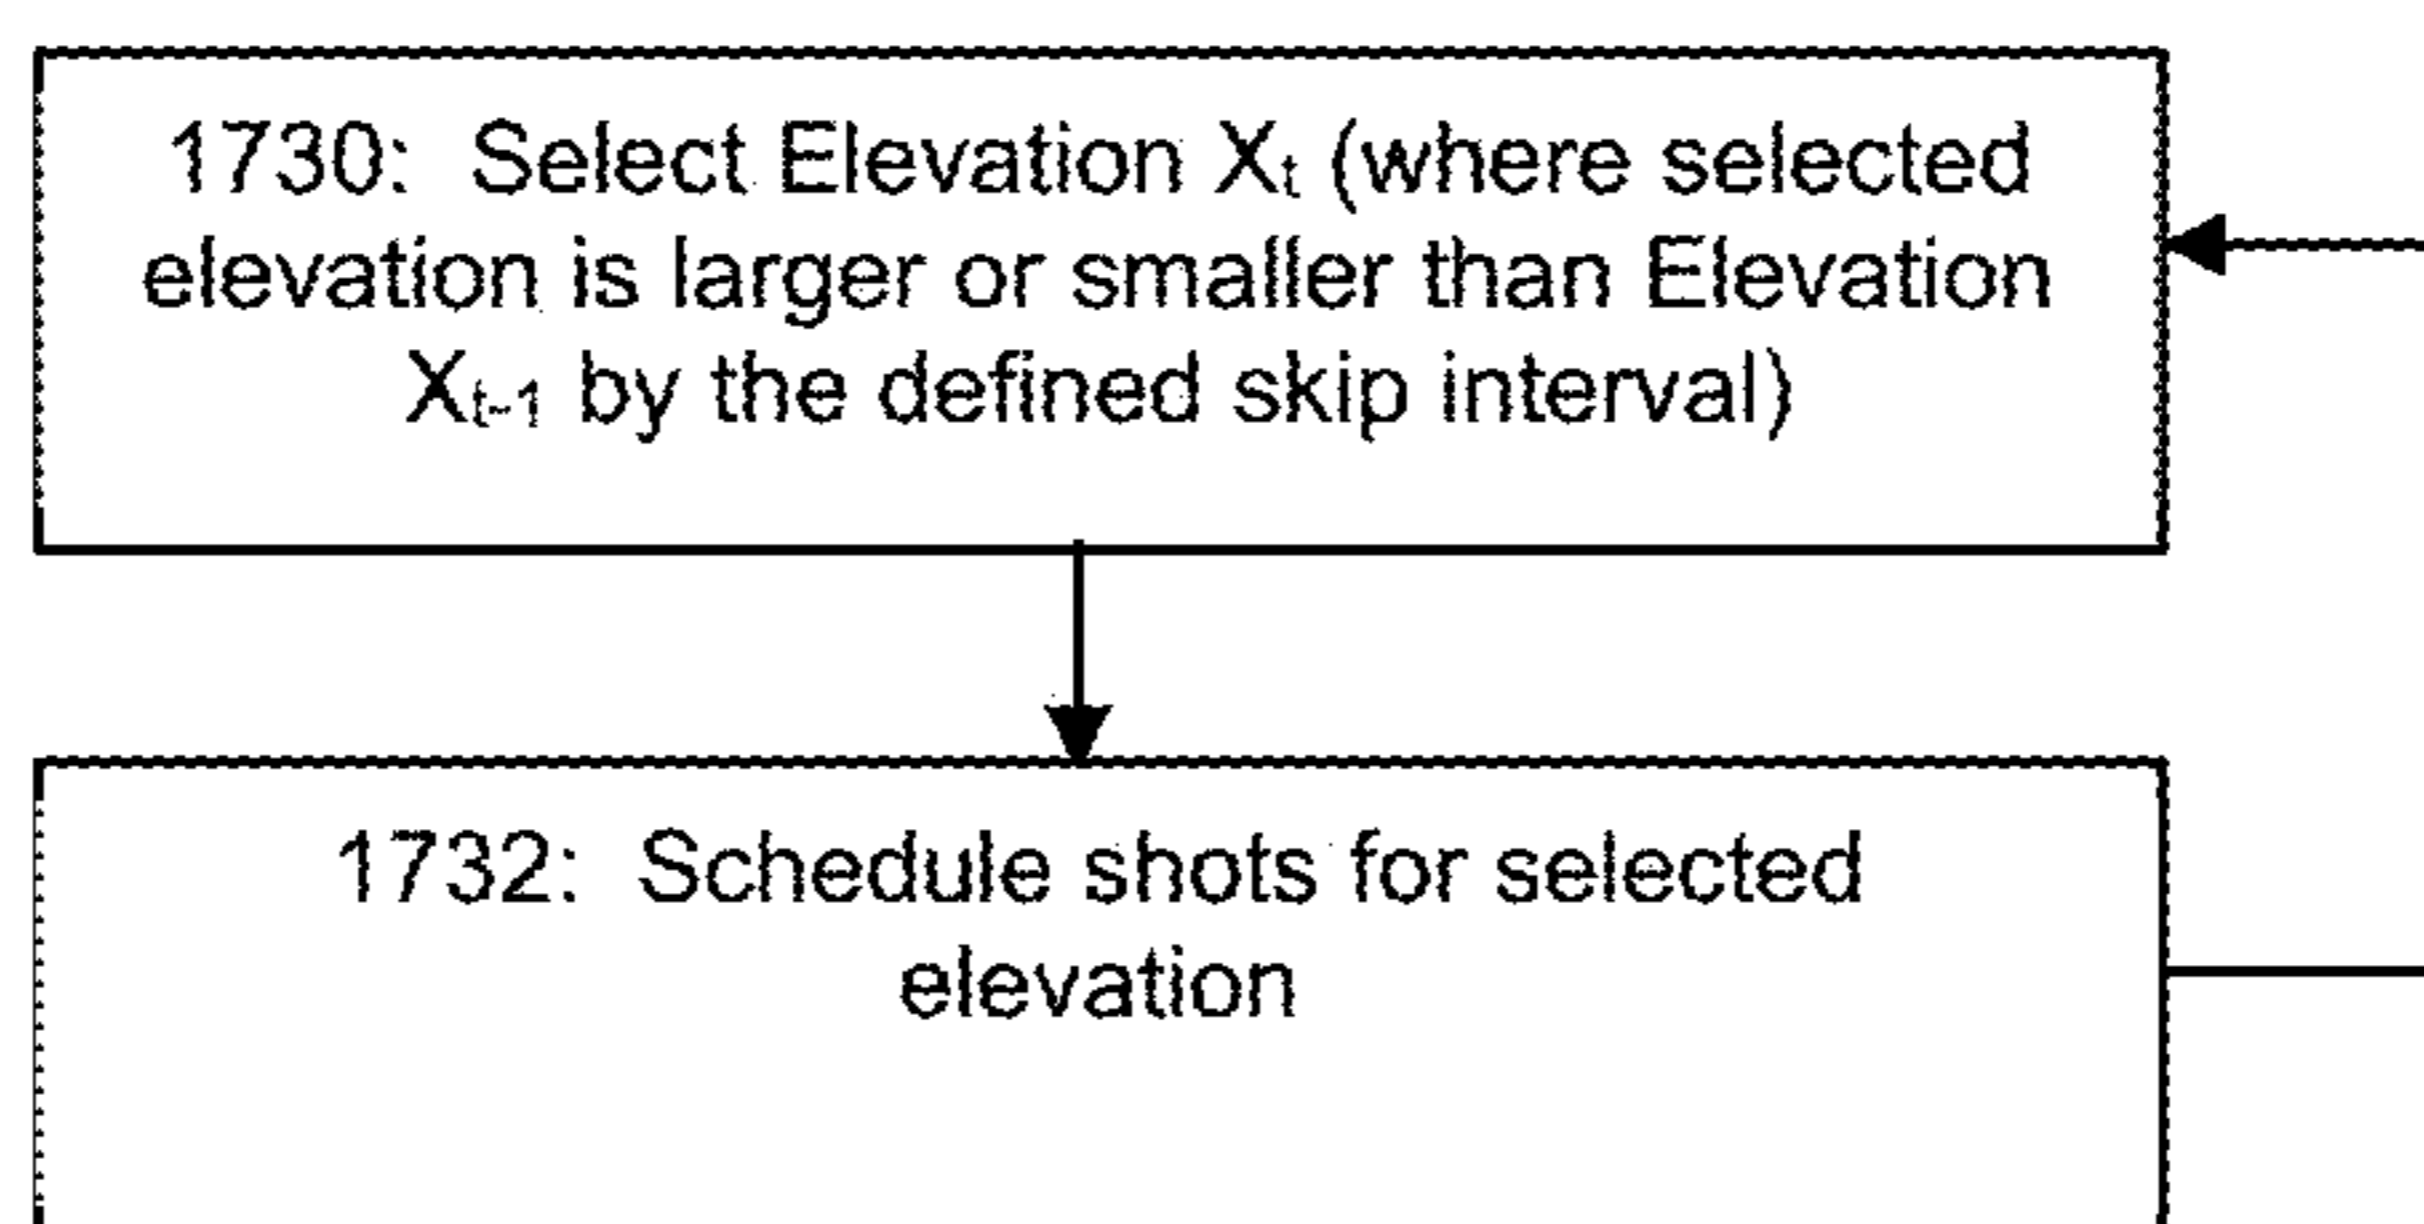 1730: Select Elevation Xt (where selected
elevation is larger or smaller than Elevation
Xt-1 by the defined skip interval)
1732: Schedule shots for selected
elevation